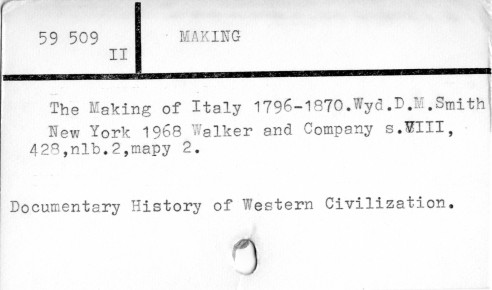 59 509
II
MAKING
The Making of Italy 1796-1870.Wyd.D.M.Smith
New York 1968 Walker and Company s.VIII,
428,nlb.2,mapy 2.
Documentary History of Western Civilization.